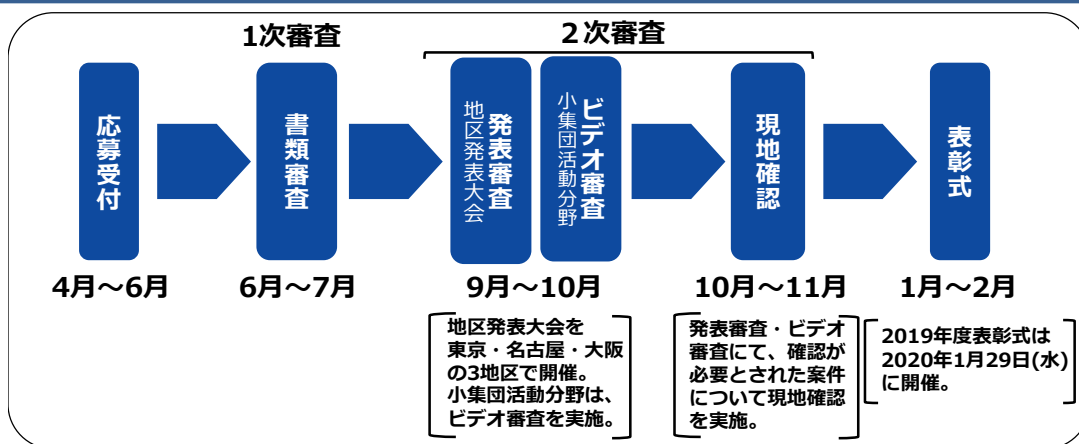 1次審査
２次審査
応募受付
書類審査
発表審査
地区発表大会
ビデオ審査
小集団活動分野
現地確認
表彰式
4月～6月
6月～7月
9月～10月
10月～11月
1月～2月
地区発表大会を
東京・名古屋・大阪
の3地区で開催。
小集団活動分野は、
ビデオ審査を実施。
発表審査・ビデオ
審査にて、確認が
必要とされた案件
について現地確認
を実施。
2019年度表彰式は
2020年1月29日(水)
に開催。